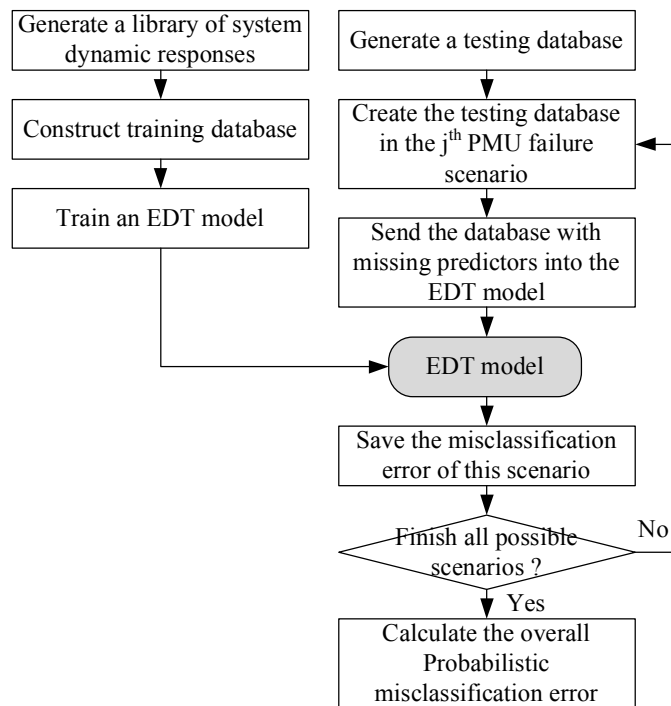 Generate a library of system
dynamic responses
Construct training database
Train an EDT model
Generate a testing database
Create the testing database
in the jth PMU failure
scenario
Send the database with
missing predictors into the
EDT model
EDT model
Save the misclassification
error of this scenario
Finish all possible
scenarios ?
No
Yes
Calculate the overall
Probabilistic
misclassification error